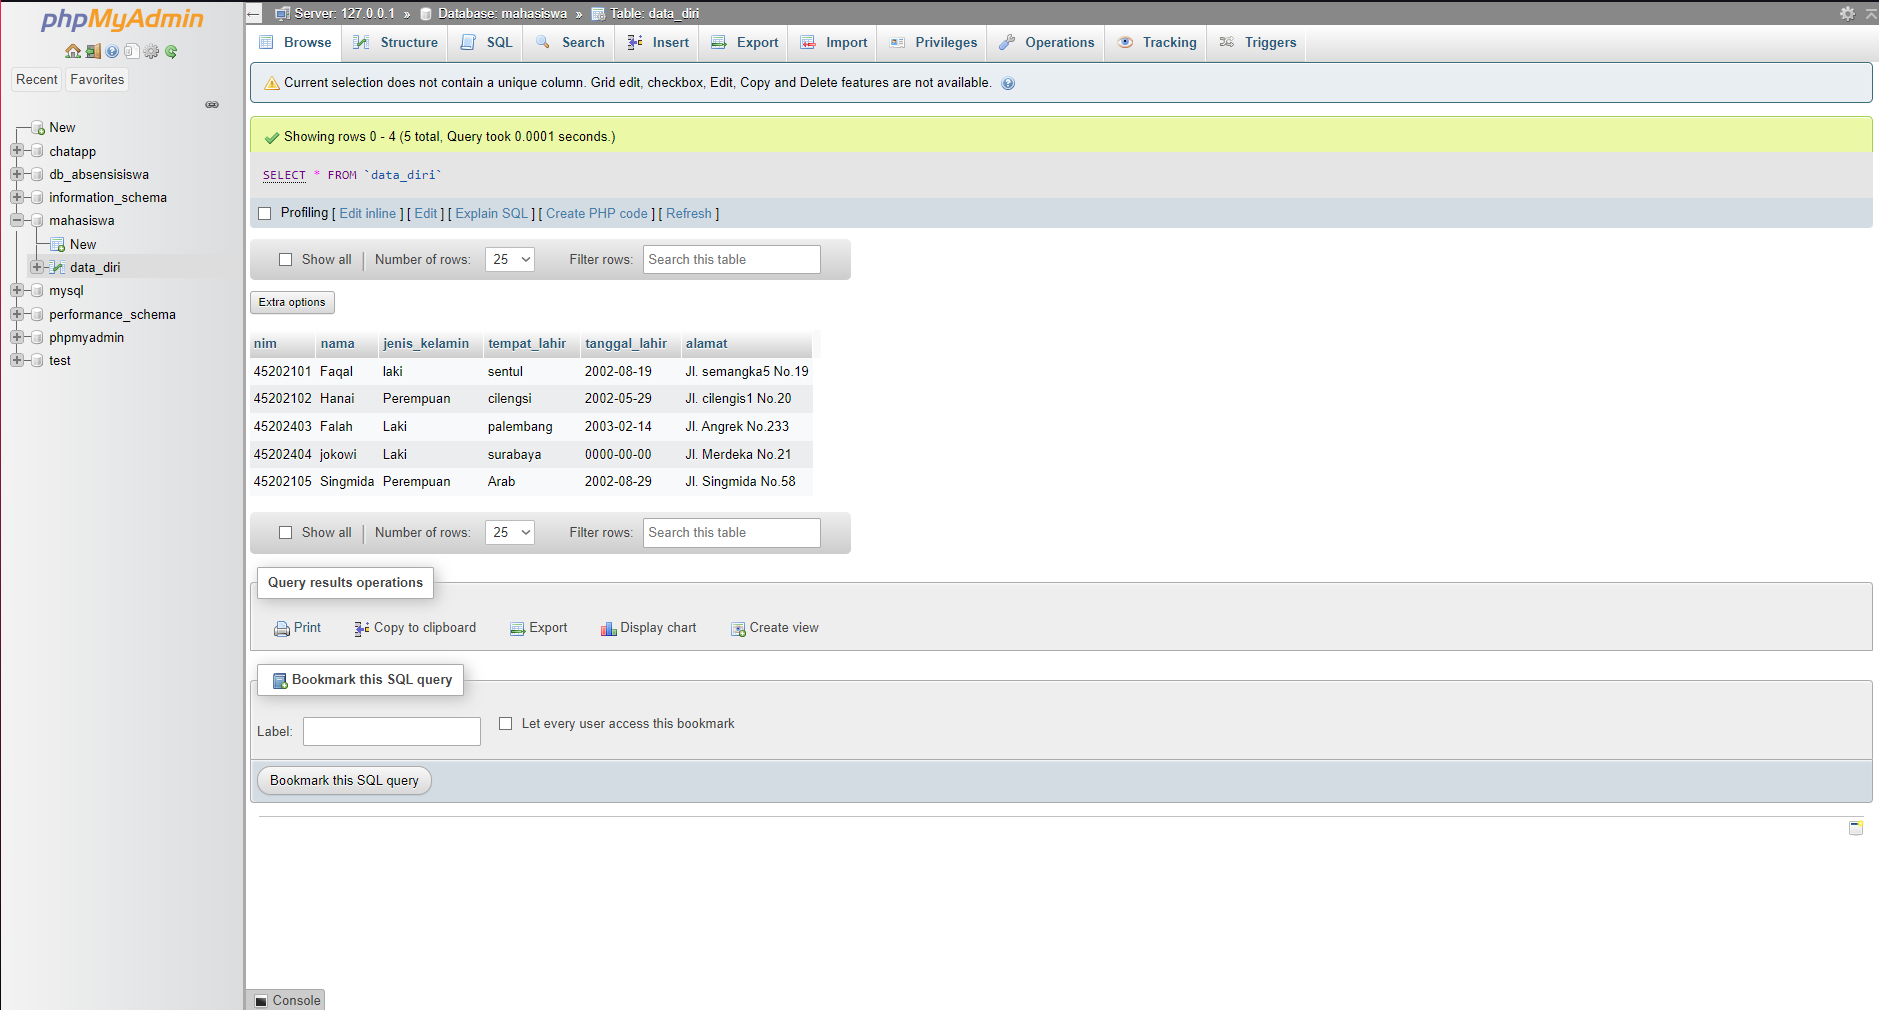 phpMyAdmin
Recent Favorites
New
chatapp
db_absensisiswa
information_schema
mahasiswa
New
data_diri
mysql
performance_schema
phpmyadmin
test
Server: 127.0.0.1 » Database: mahasiswa » Table: data_diri
Browse Structure SQL Search Insert Export Import Privileges Operations Tracking Triggers
Current selection does not contain a unique column. Grid edit, checkbox, Edit, Copy and Delete features are not available.
Showing rows 0 - 4 (5 total, Query took 0.0001 seconds.)
SELECT * FROM `data_diri`
Profiling [ Edit inline ] [ Edit ] [ Explain SQL ] [ Create PHP code ] [ Refresh ]
Show all | Number of rows: 25 Filter rows: Search this table
Extra options
nim nama jenis_kelamin tempat_lahir tanggal_lahir alamat
45202101 Faqal laki sentul 2002-08-19 Jl. semangka5 No.19
45202102 Hanai Perempuan cilengsi 2002-05-29 Jl. cilengis1 No.20
45202403 Falah Laki palembang 2003-02-14 Jl. Angrek No.233
45202404 jokowi Laki surabaya 0000-00-00 Jl. Merdeka No.21
45202105 Singmida Perempuan Arab 2002-08-29 Jl. Singmida No.58
Show all | Number of rows: 25 Filter rows: Search this table
Query results operations
Print Copy to clipboard Export Display chart Create view
Bookmark this SQL query
Label: Let every user access this bookmark
Bookmark this SQL query
Console